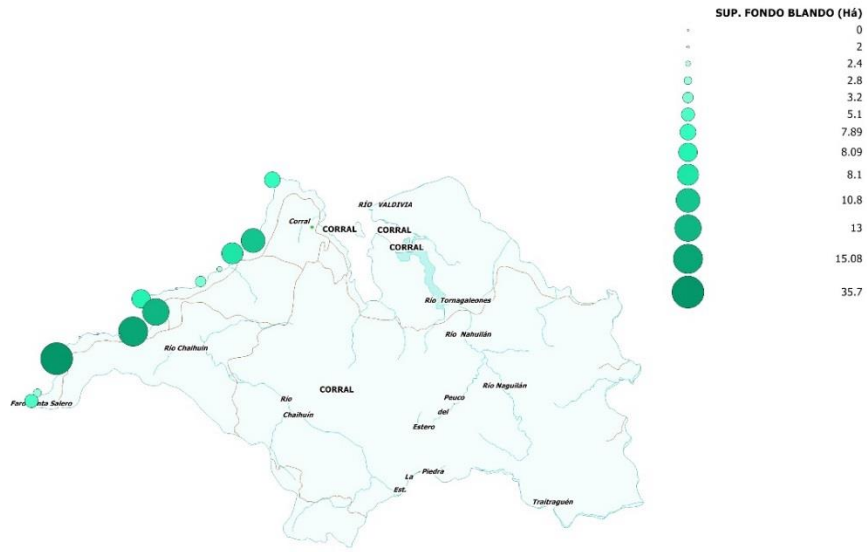 SUP. FONDO BLANDO (Há)
0
2
2.4
2.8
3.2
5.1
7.89
8.09
8.1
10.8
13
15.08
35.7
RÍO VALDIVIA
Corral
CORRAL
CORRAL
CORRAL
Río Tornagaleones
Río Nahuilán
Río Chaihuín
Río Naguilán
CORRAL
Río
Chaihuín
Peuco
del
Estero
La Piedra
Est.
Traitraguén
Salero